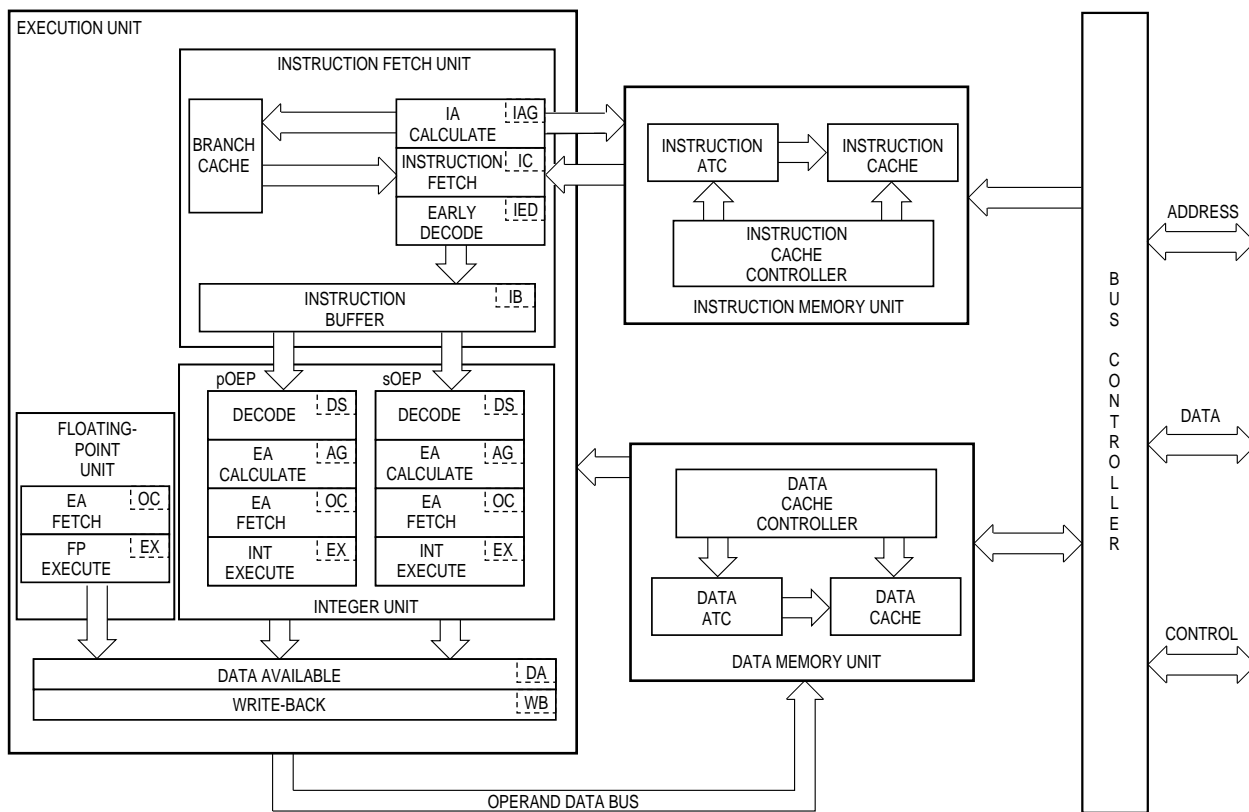 EXECUTION UNIT
INSTRUCTION FETCH UNIT
BRANCH
CACHE
IA
CALCULATE
IAG
INSTRUCTION
FETCH
IC
EARLY
DECODE
IED
INSTRUCTION
BUFFER
IB
pOEP
sOEP
DECODE
DS
EA
CALCULATE
AG
EA
FETCH
OC
INT
EXECUTE
EX
DECODE
DS
EA
CALCULATE
AG
EA
FETCH
OC
INT
EXECUTE
EX
INTEGER UNIT
FLOATING-
POINT
UNIT
EA
FETCH
OC
FP
EXECUTE
EX
DATA AVAILABLE
DA
WRITE-BACK
WB
INSTRUCTION
ATC
INSTRUCTION
CACHE
INSTRUCTION
CACHE
CONTROLLER
INSTRUCTION MEMORY UNIT
DATA
CACHE
CONTROLLER
DATA
ATC
DATA
CACHE
DATA MEMORY UNIT
OPERAND DATA BUS
BUS CONTROLLER
ADDRESS
DATA
CONTROL